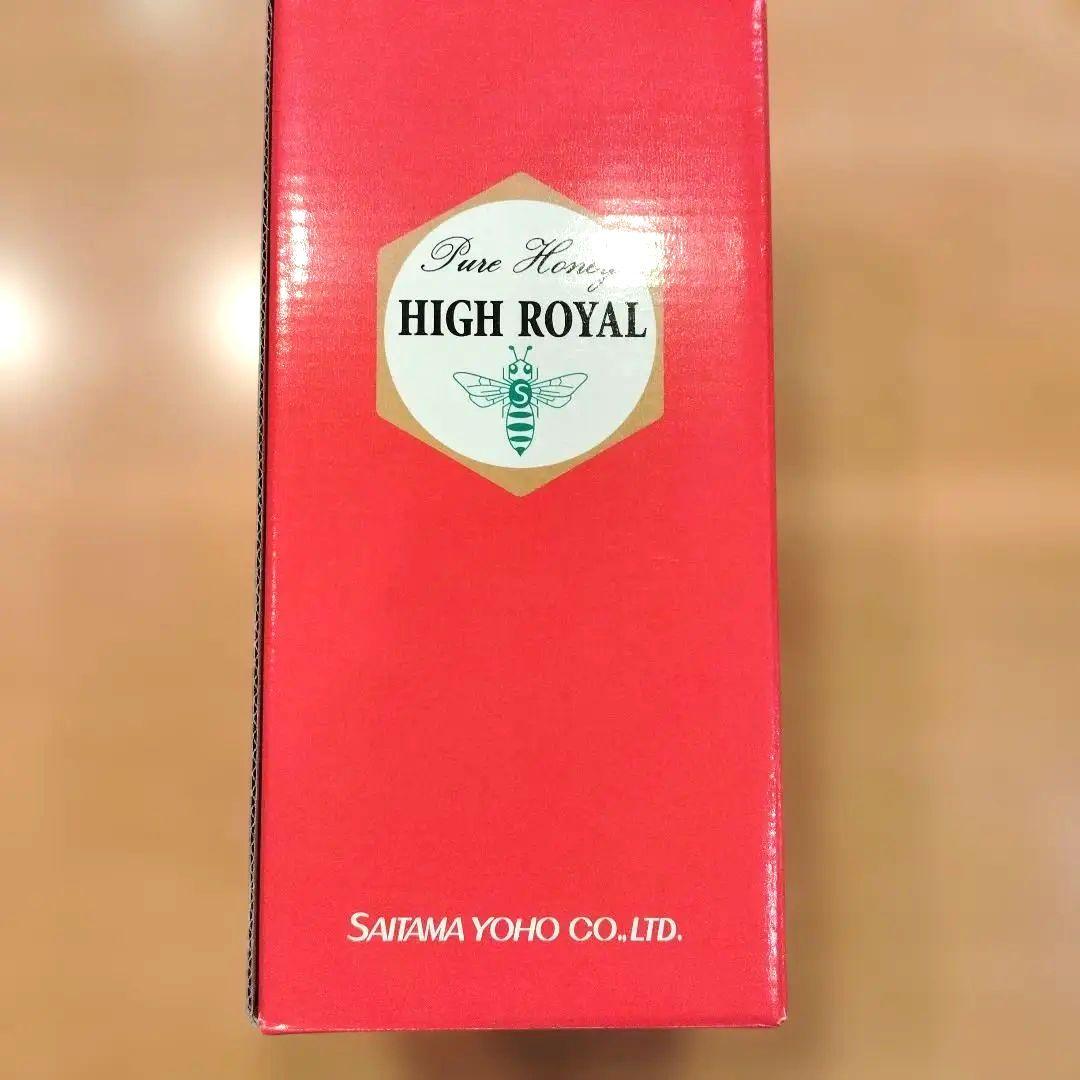 Pure Honey
HIGH ROYAL
S
SAITAMA YOHO CO.,LTD.